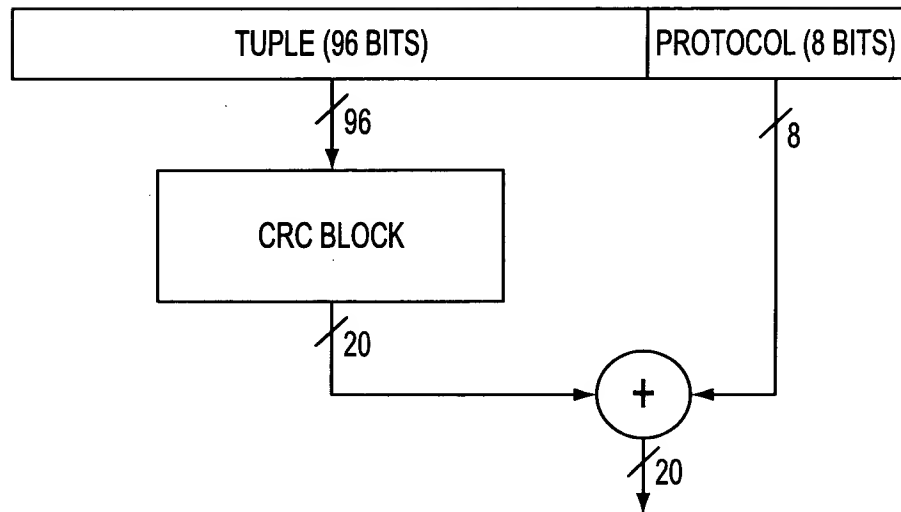 TUPLE (96 BITS)
PROTOCOL (8 BITS)
96
8
CRC BLOCK
20
+
20